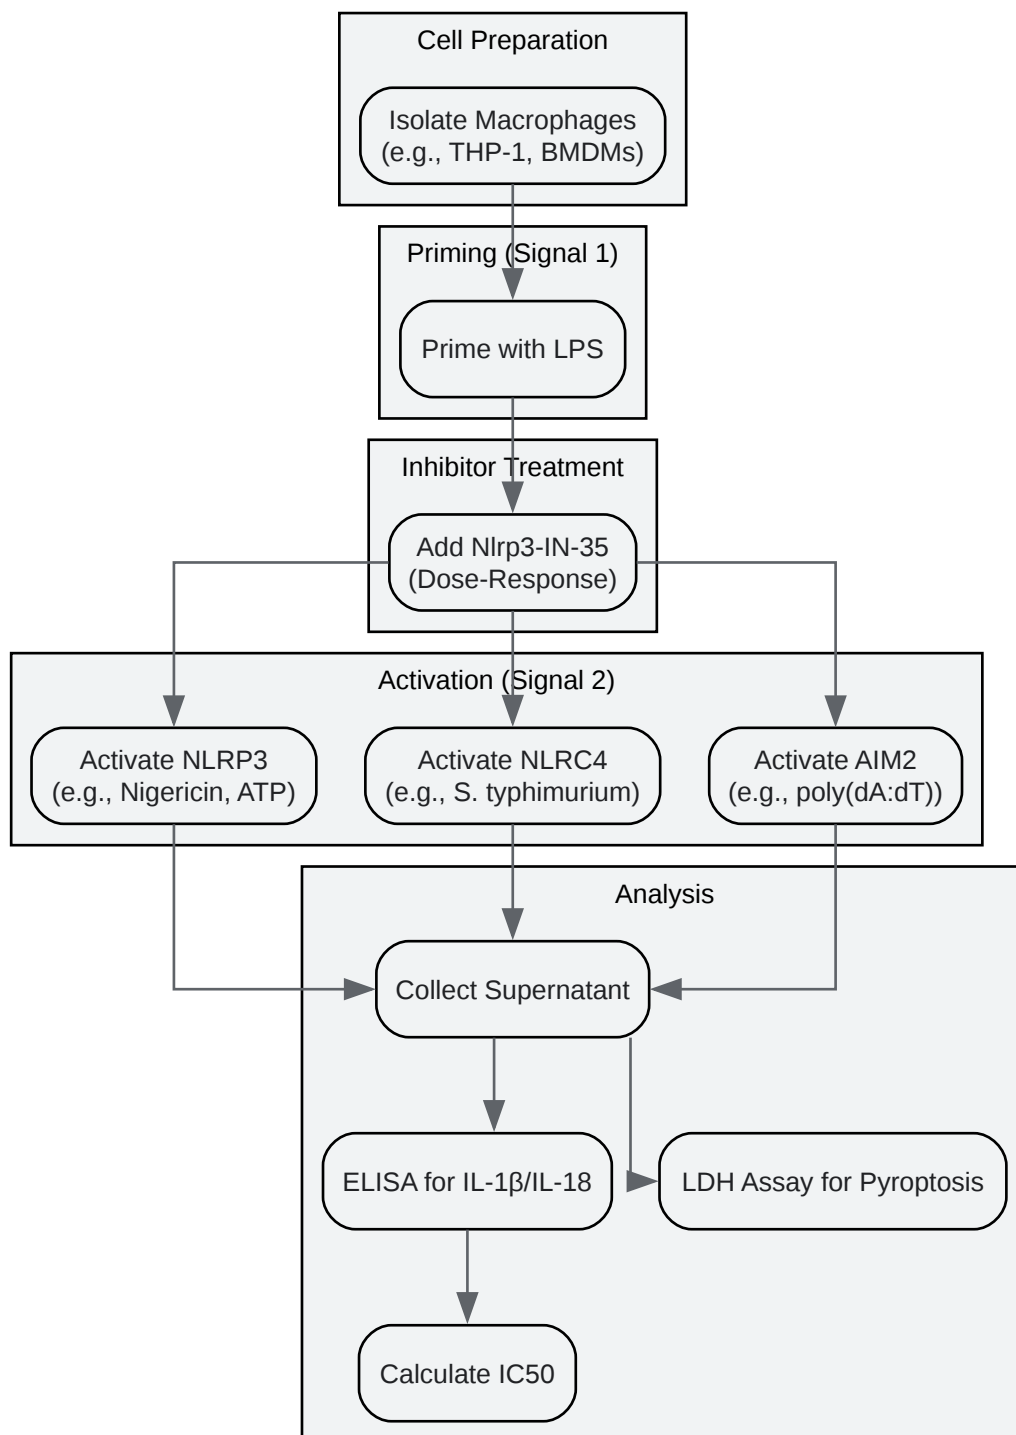 Cell Preparation
Isolate Macrophages
(e.g., THP-1, BMDMs)
Priming (Signal 1)
Prime with LPS
Inhibitor Treatment
Add Nlrp3-IN-35
(Dose-Response)
Activation (Signal 2)
Activate NLRP3
(e.g., Nigericin, ATP)
Activate NLRC4
(e.g., S. typhimurium)
Activate AIM2
(e.g., poly(dA:dT))
Analysis
Collect Supernatant
ELISA for IL-1β/IL-18
LDH Assay for Pyroptosis
Calculate IC50